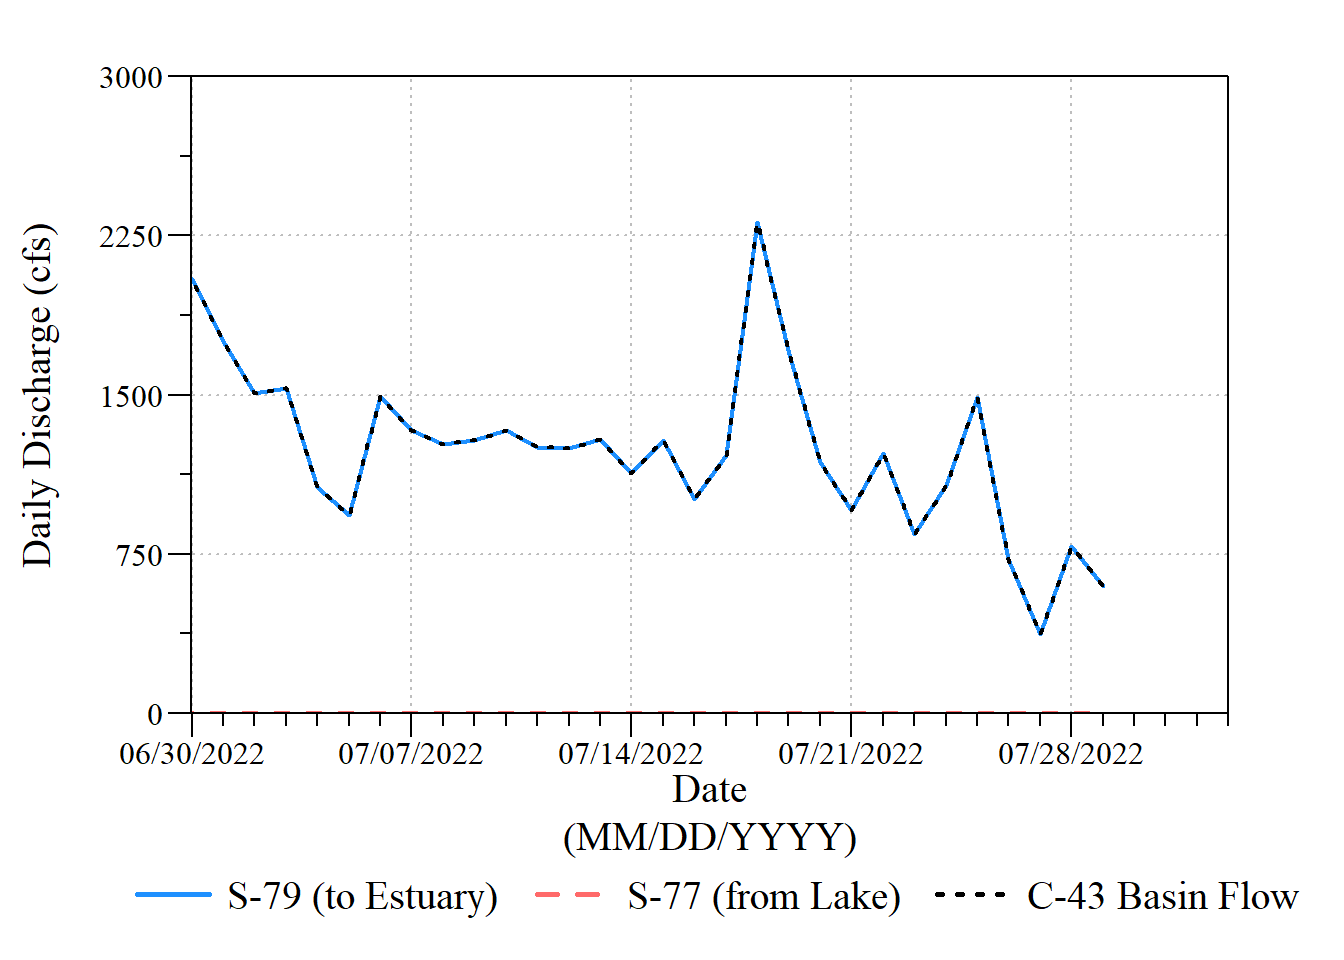 3000
2250
1500
750
0
Daily Discharge (cfs)
06/30/2022 07/07/2022 07/14/2022 07/21/2022 07/28/2022
Date
(MM/DD/YYYY)
S-79 (to Estuary) S-77 (from Lake) C-43 Basin Flow